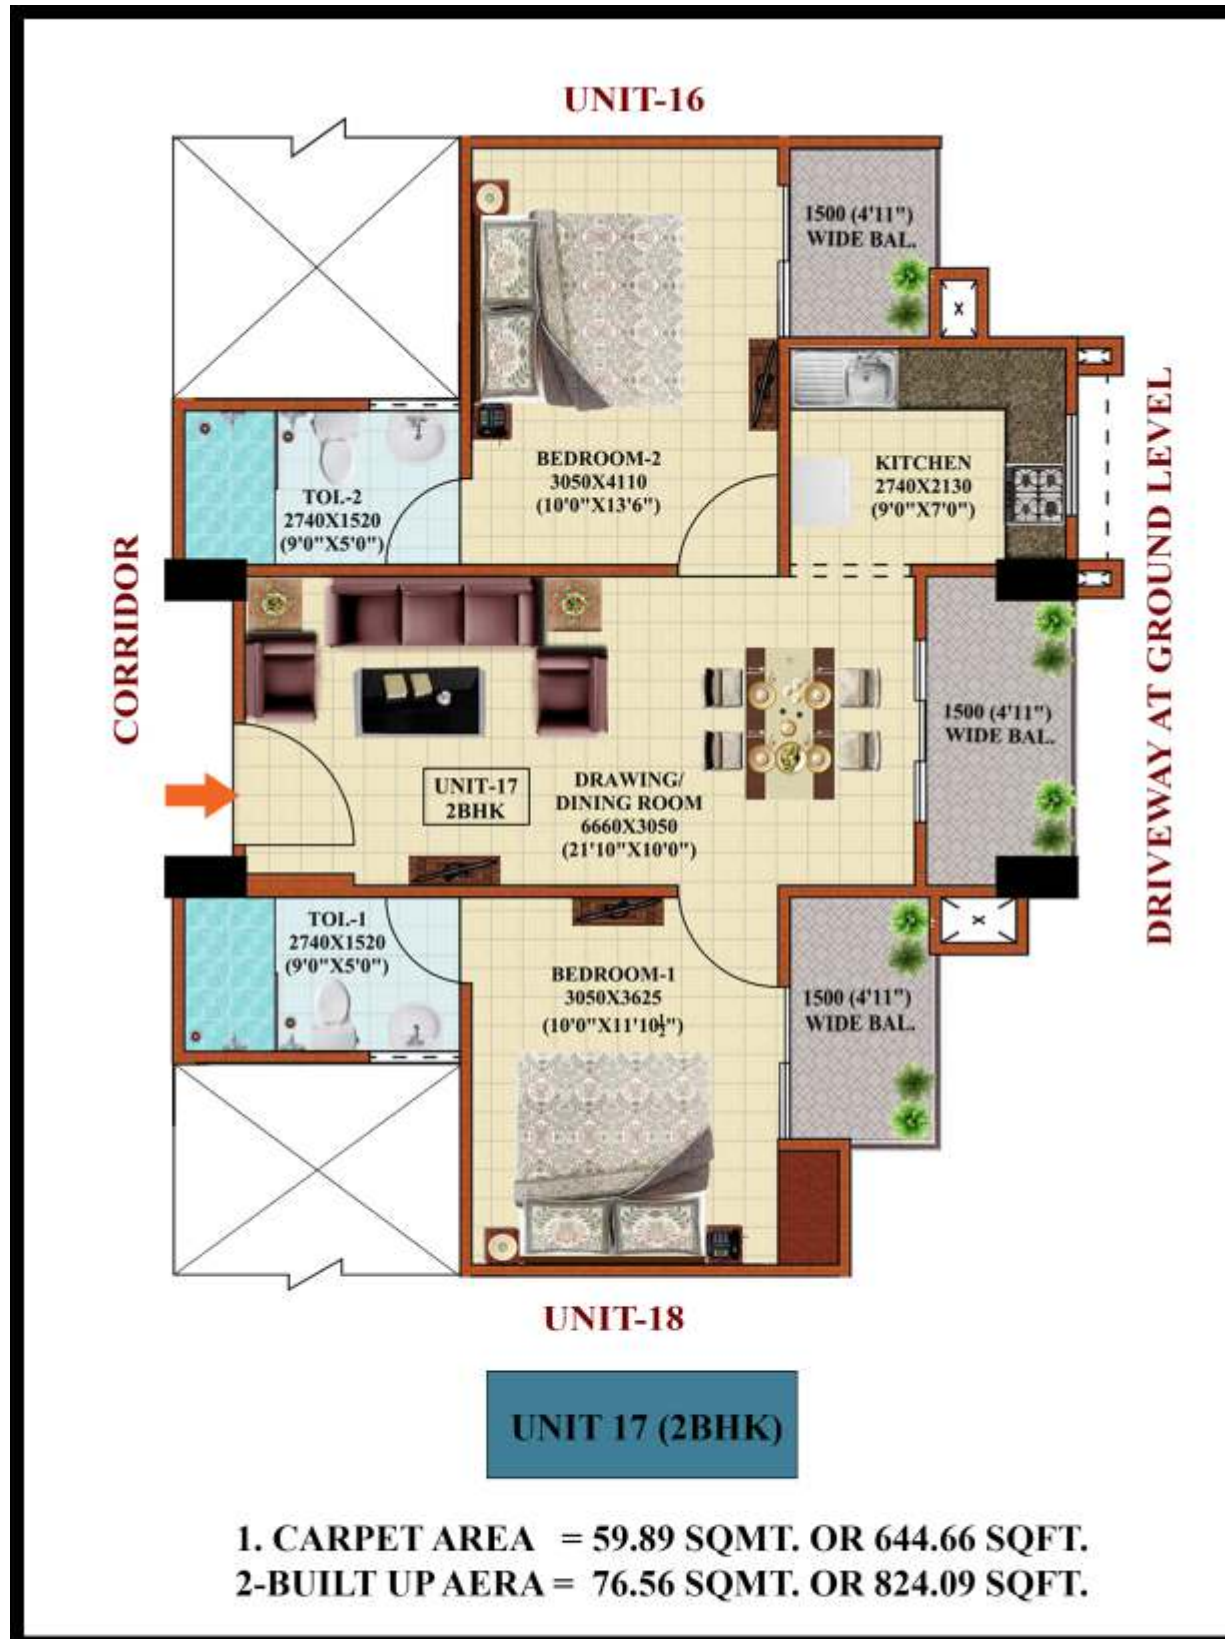 UNIT-16
1500 (4'11")
WIDE BAL.
BEDROOM-2
3050X4110
(10'0"X13'6")
KITCHEN
2740X2130
(9'0"X7'0")
TOL-2
2740X1520
(9'0"X5'0")
CORRIDOR
DRIVEWAY AT GROUND LEVEL
1500 (4'11")
WIDE BAL.
UNIT-17
2BHK
DRAWING/
DINING ROOM
6660X3050
(21'10"X10'0")
TOL-1
2740X1520
(9'0"X5'0")
BEDROOM-1
3050X3625
(10'0"X11'10½")
1500 (4'11")
WIDE BAL.
UNIT-18
UNIT 17 (2BHK)
1. CARPET AREA = 59.89 SQMT. OR 644.66 SQFT.
2-BUILT UP AERA = 76.56 SQMT. OR 824.09 SQFT.